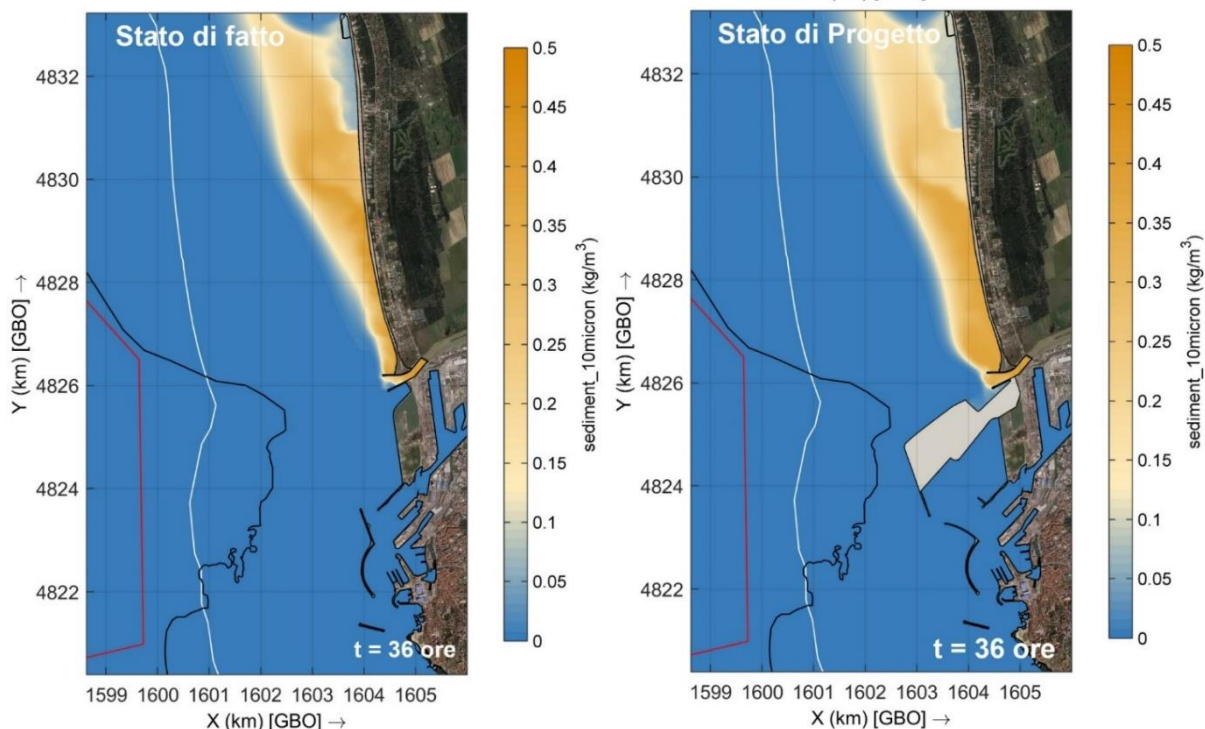 Stato di fatto
4832
4830
4828
4826
4824
4822
Y (km) [GBO] →
1599 1600 1601 1602 1603 1604 1605
X (km) [GBO] →
t = 36 ore
0.5
0.45
0.4
0.35
0.3
0.25
0.2
0.15
0.1
0.05
0
sediment_10micron (kg/m³)
Stato di Progetto
4832
4830
4828
4826
4824
4822
Y (km) [GBO] →
1599 1600 1601 1602 1603 1604 1605
X (km) [GBO] →
t = 36 ore
0.5
0.45
0.4
0.35
0.3
0.25
0.2
0.15
0.1
0.05
0
sediment_10micron (kg/m³)